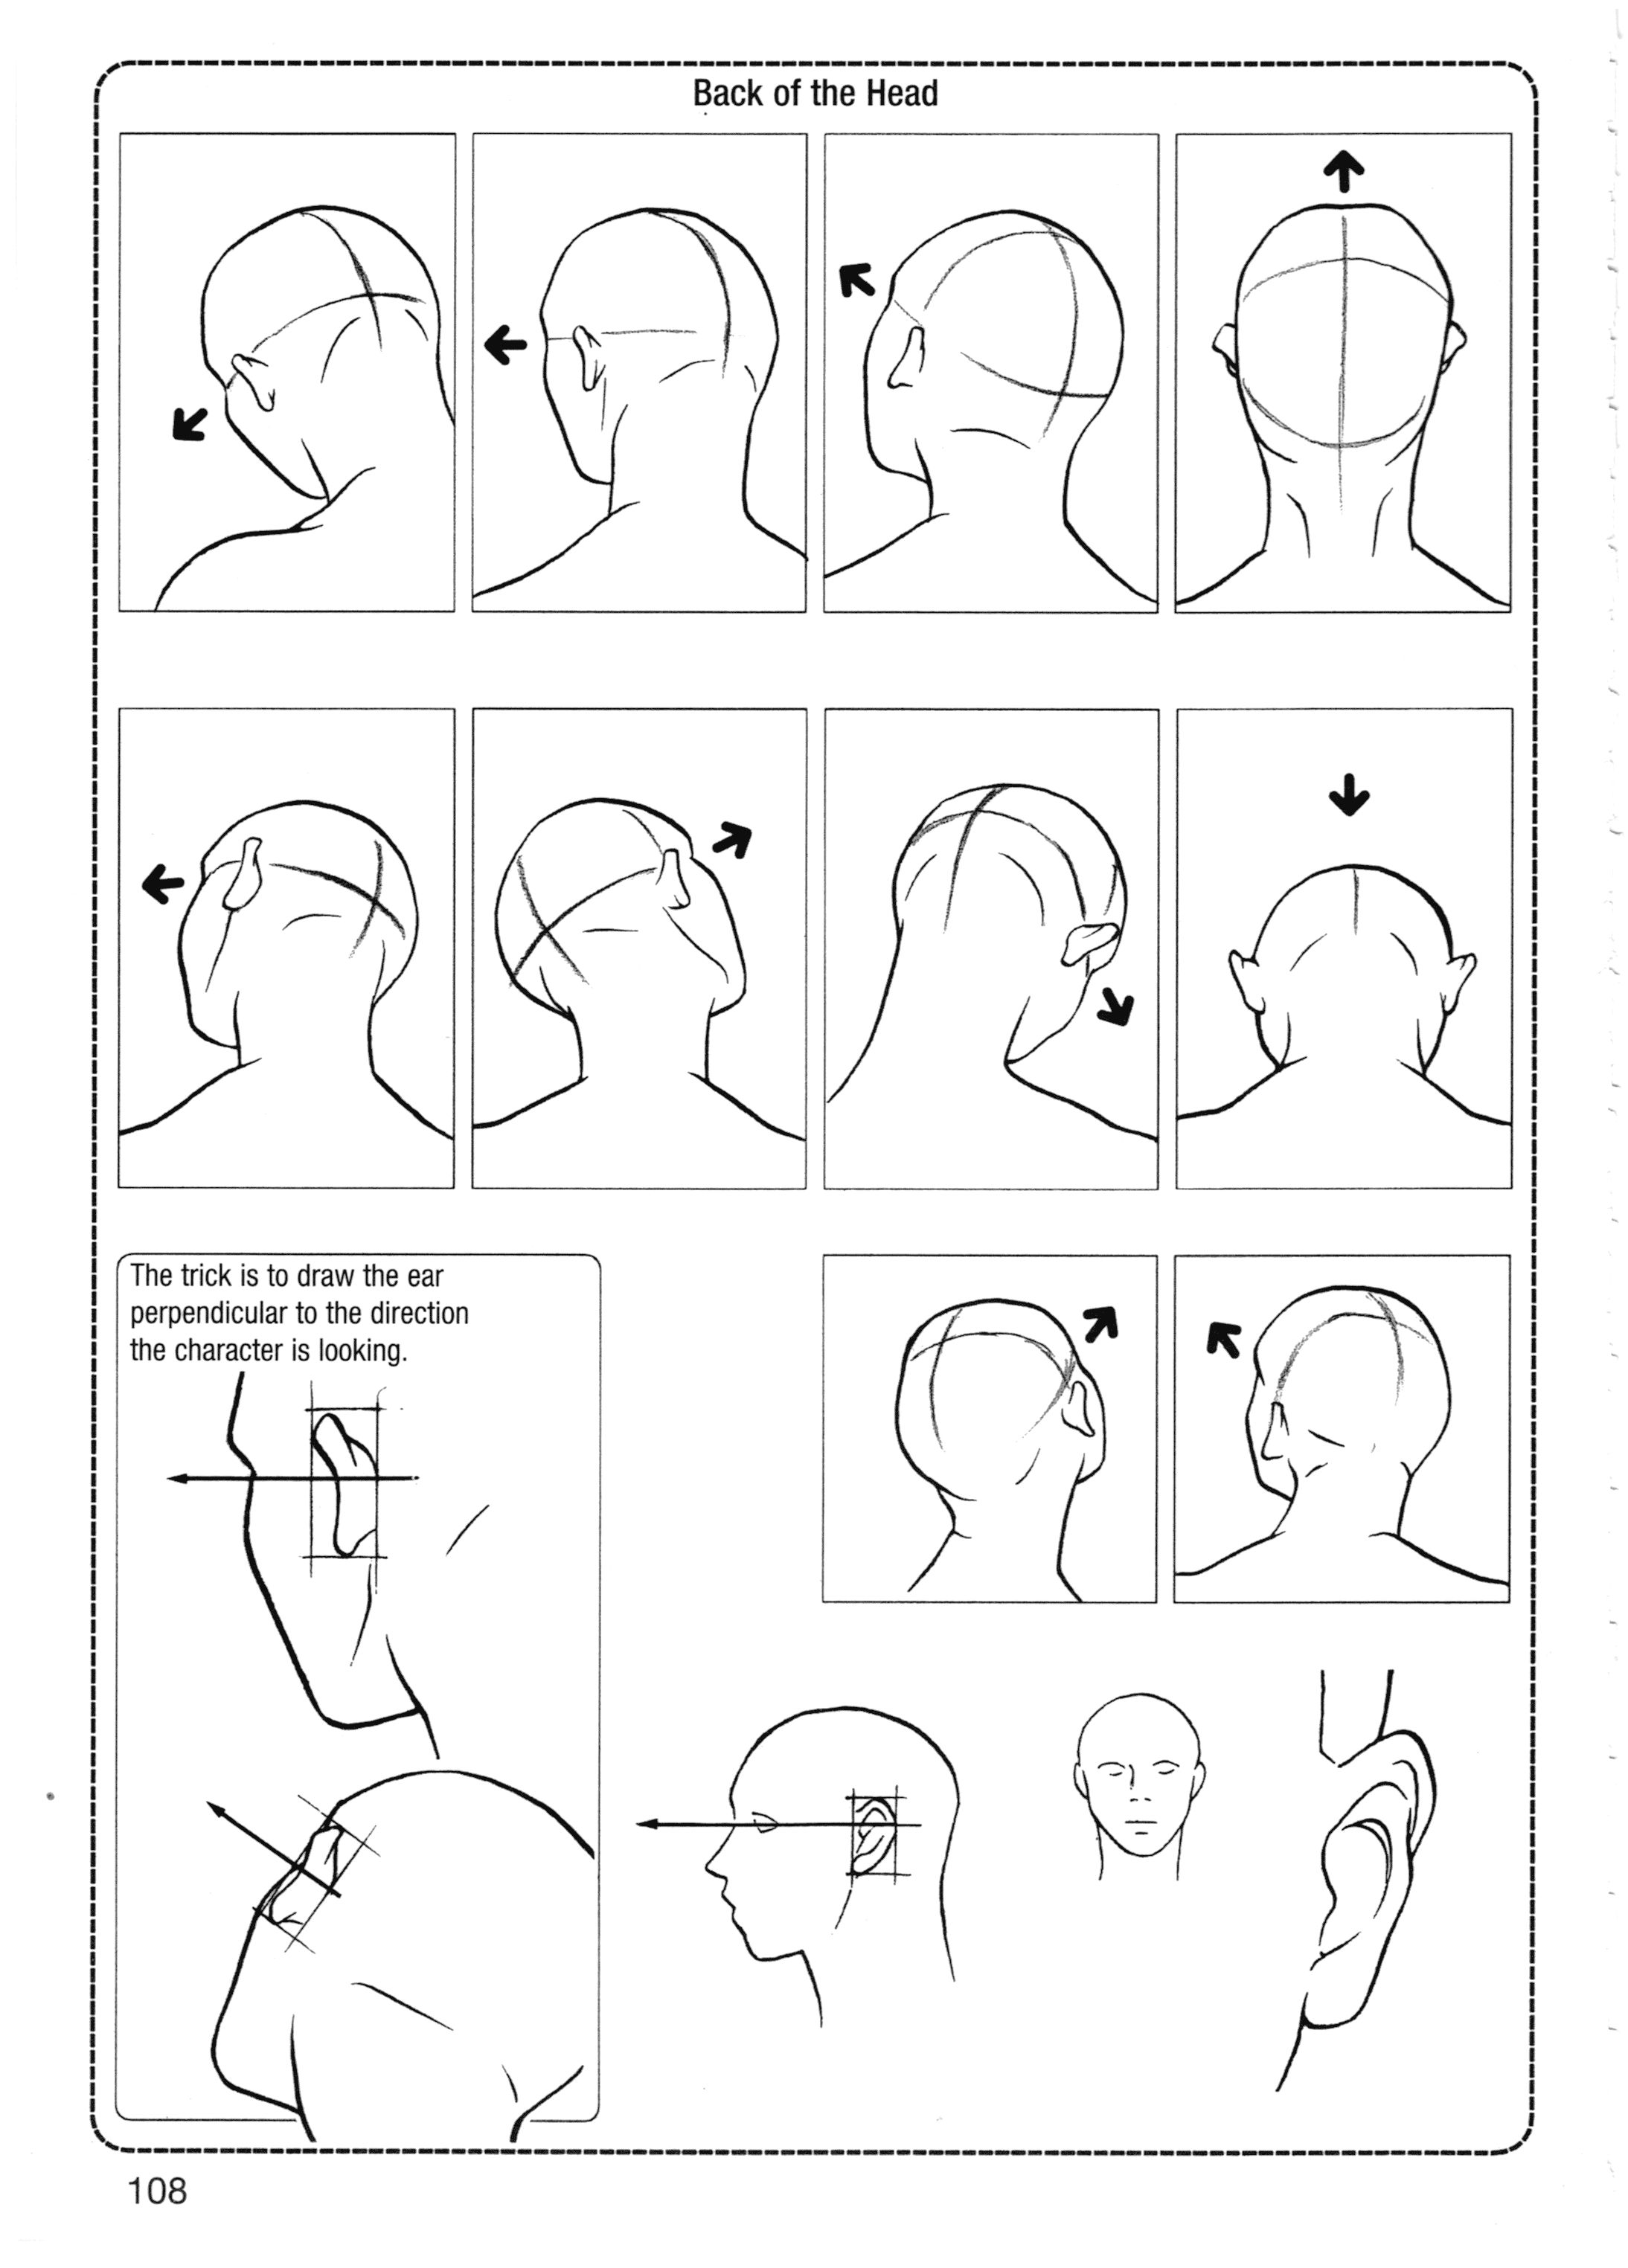 Back of the Head
The trick is to draw the ear
perpendicular to the direction
the character is looking.
108